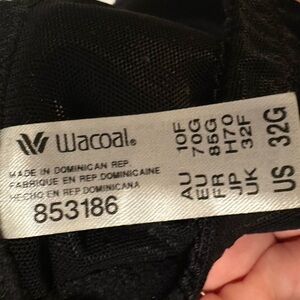 Wacoal®
MADE IN DOMINICAN REP.
FABRIQUE EN REP.DOMINICAINE
HECHO EN REP.DOMINICANA
853186
AU 10F
EU 70G
FR 85G
JP H70
UK 32F
US 32G